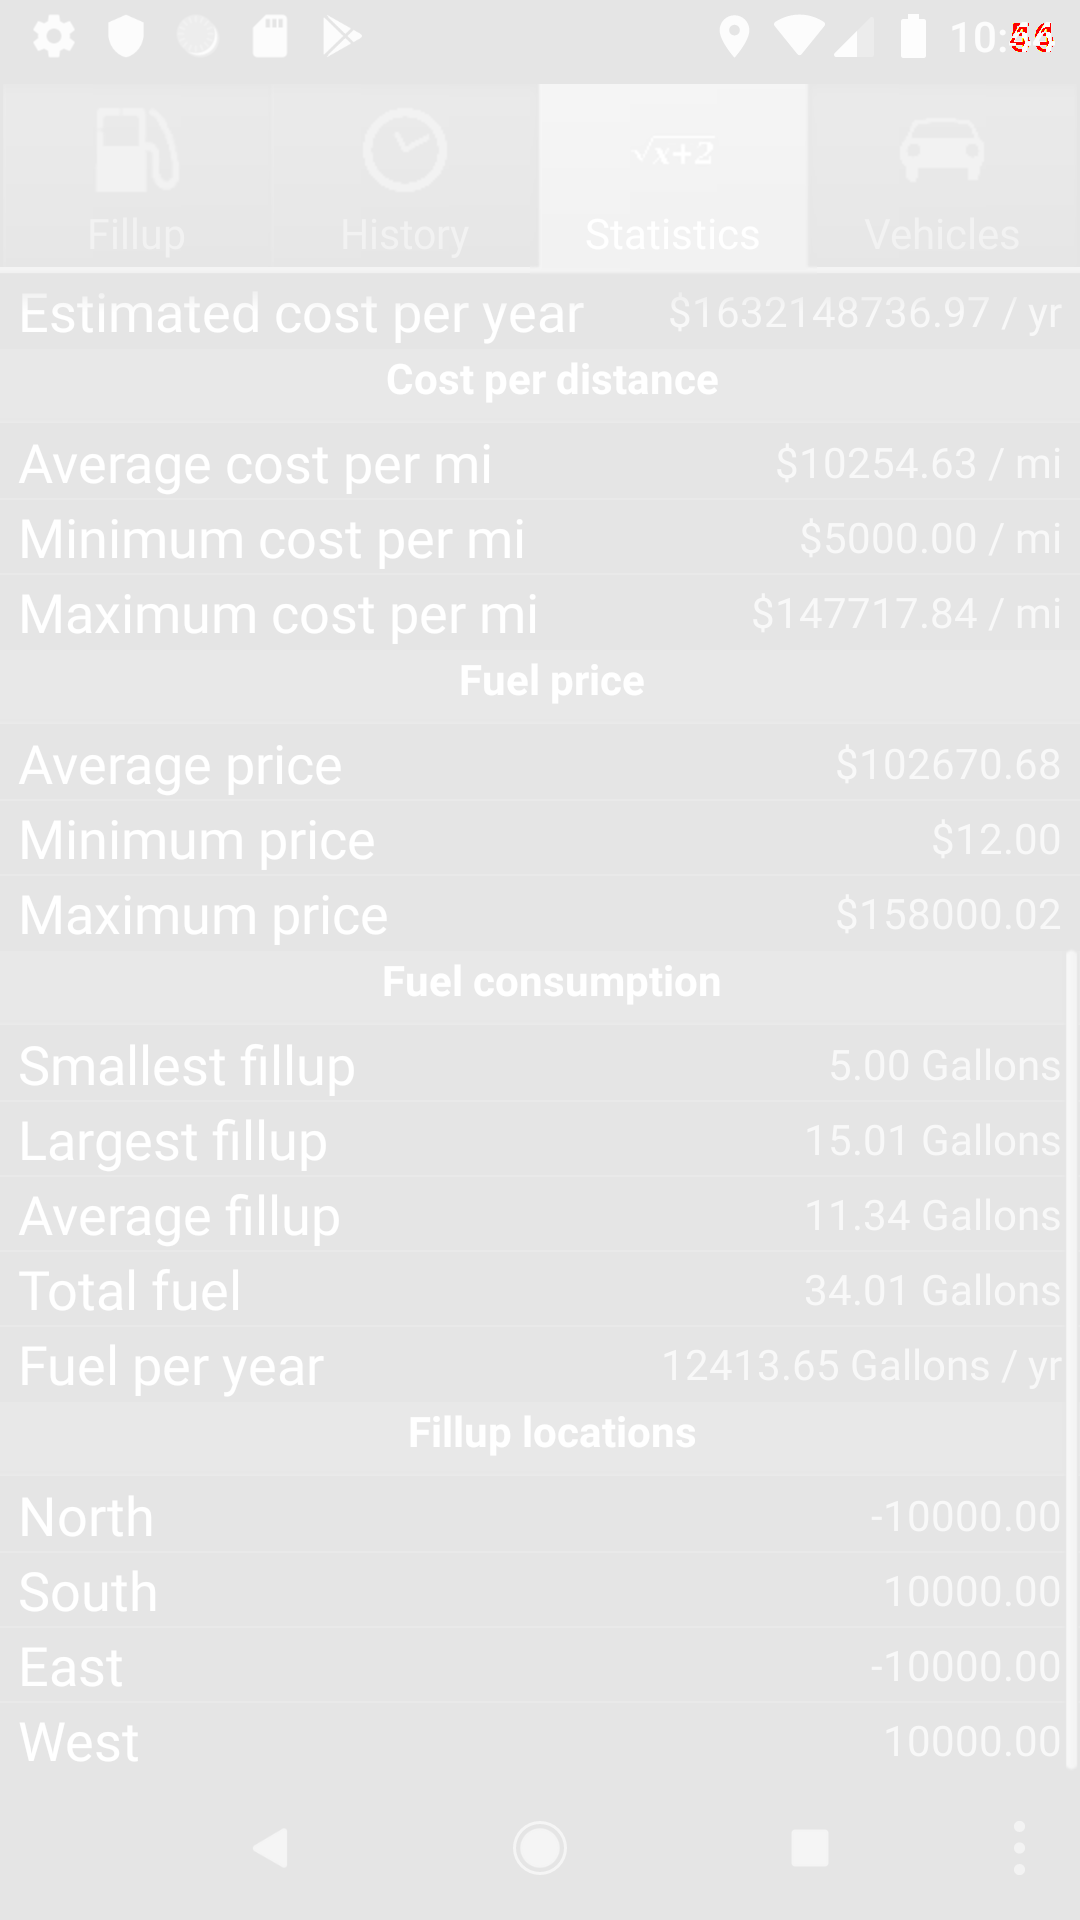 √x+2
Fillup History Statistics Vehicles
Estimated cost per year $1632148736.97 / yr
Cost per distance
Average cost per mi $10254.63 / mi
Minimum cost per mi $5000.00 / mi
Maximum cost per mi $147717.84 / mi
Fuel price
Average price $102670.68
Minimum price $12.00
Maximum price $158000.02
Fuel consumption
Smallest fillup 5.00 Gallons
Largest fillup 15.01 Gallons
Average fillup 11.34 Gallons
Total fuel 34.01 Gallons
Fuel per year 12413.65 Gallons / yr
Fillup locations
North -10000.00
South 10000.00
East -10000.00
West 10000.00